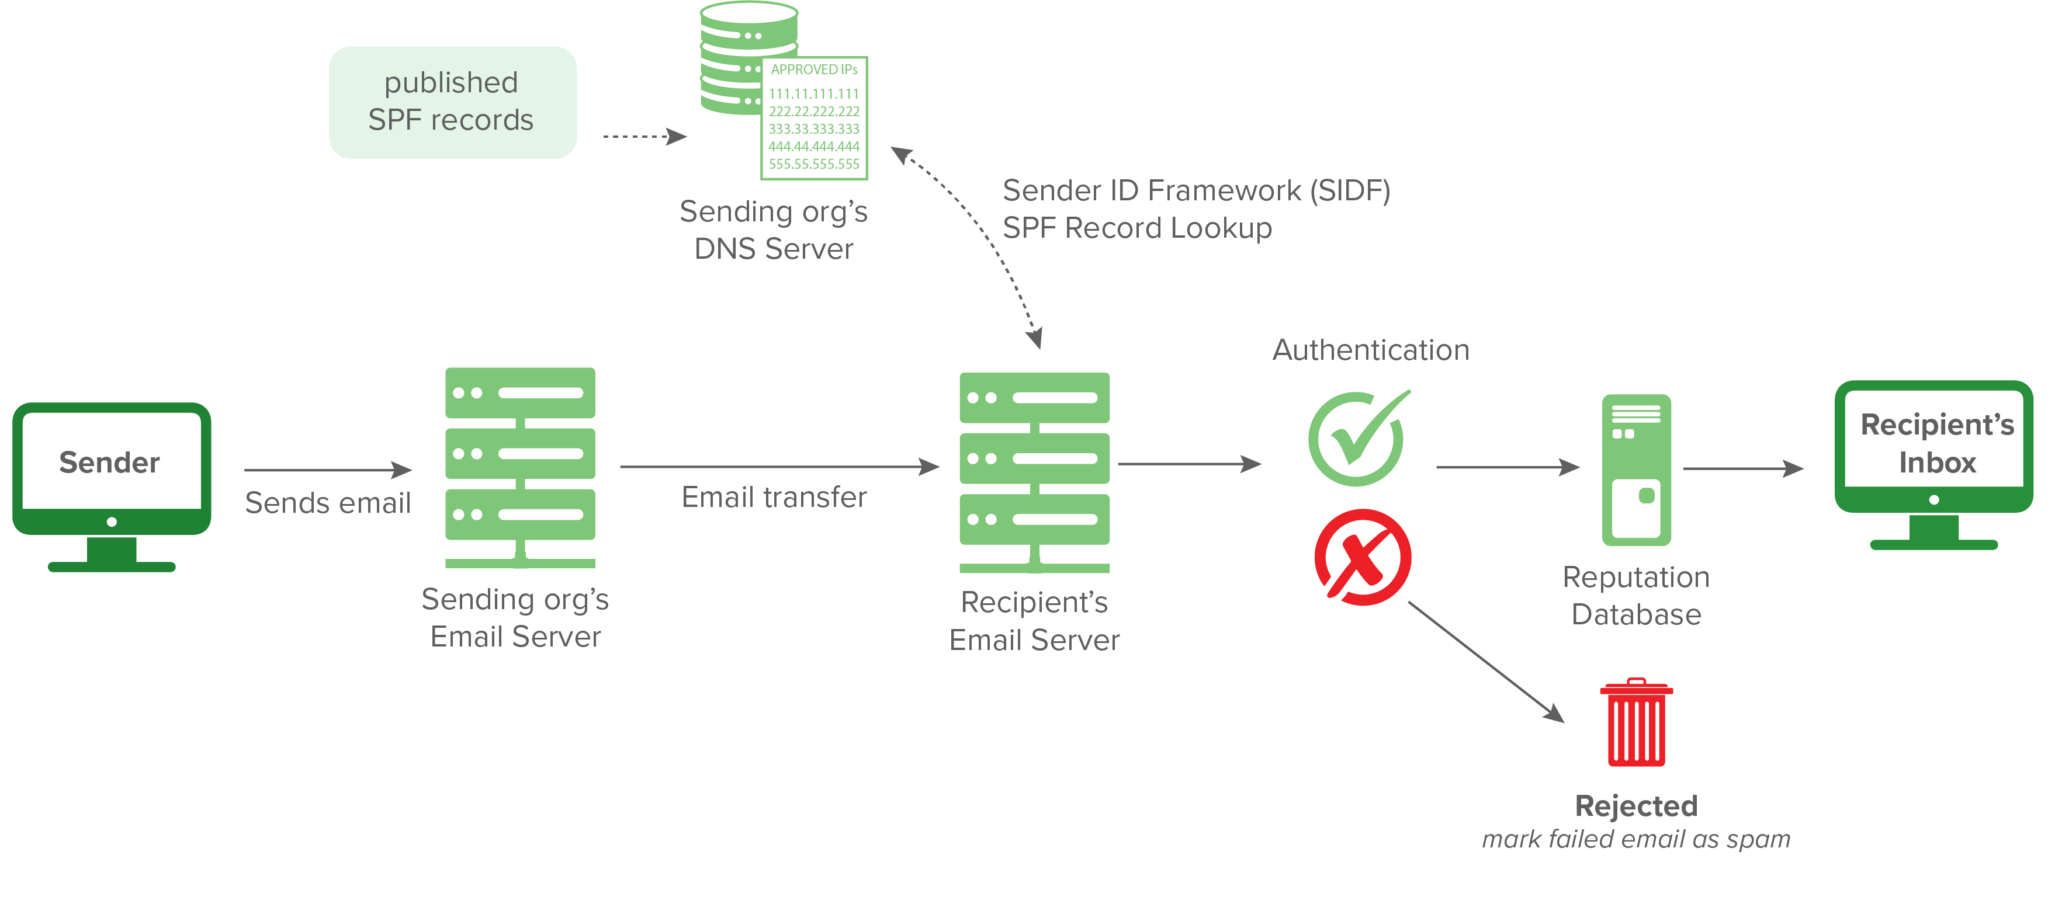 published
SPF records
APPROVED IPs
111.11.111.111
222.22.222.222
333.33.333.333
444.44.444.444
555.55.555.555
Sending org’s
DNS Server
Sender ID Framework (SIDF)
SPF Record Lookup
Sender
Sends email
Sending org’s
Email Server
Email transfer
Recipient’s
Email Server
Authentication
Reputation
Database
Recipient’s
Inbox
Rejected
mark failed email as spam